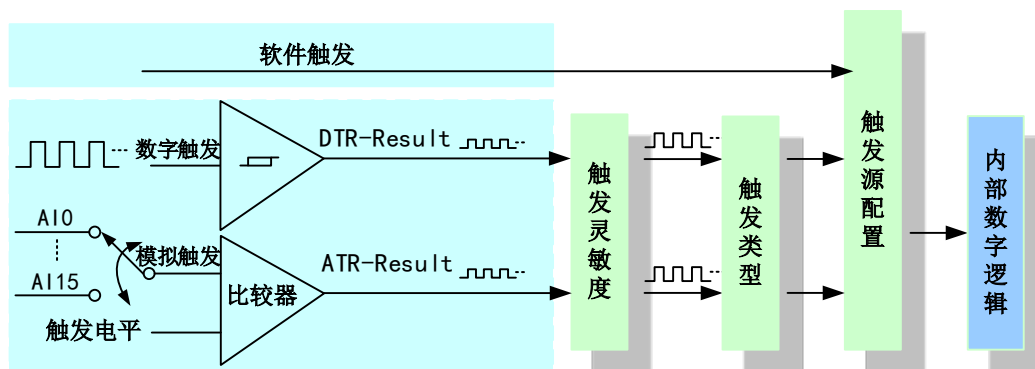 软件触发
数字触发
DTR-Result
AI0
AI15
模拟触发
ATR-Result
比较器
触发电平
触发灵敏度
触发类型
触发源配置
内部数字逻辑